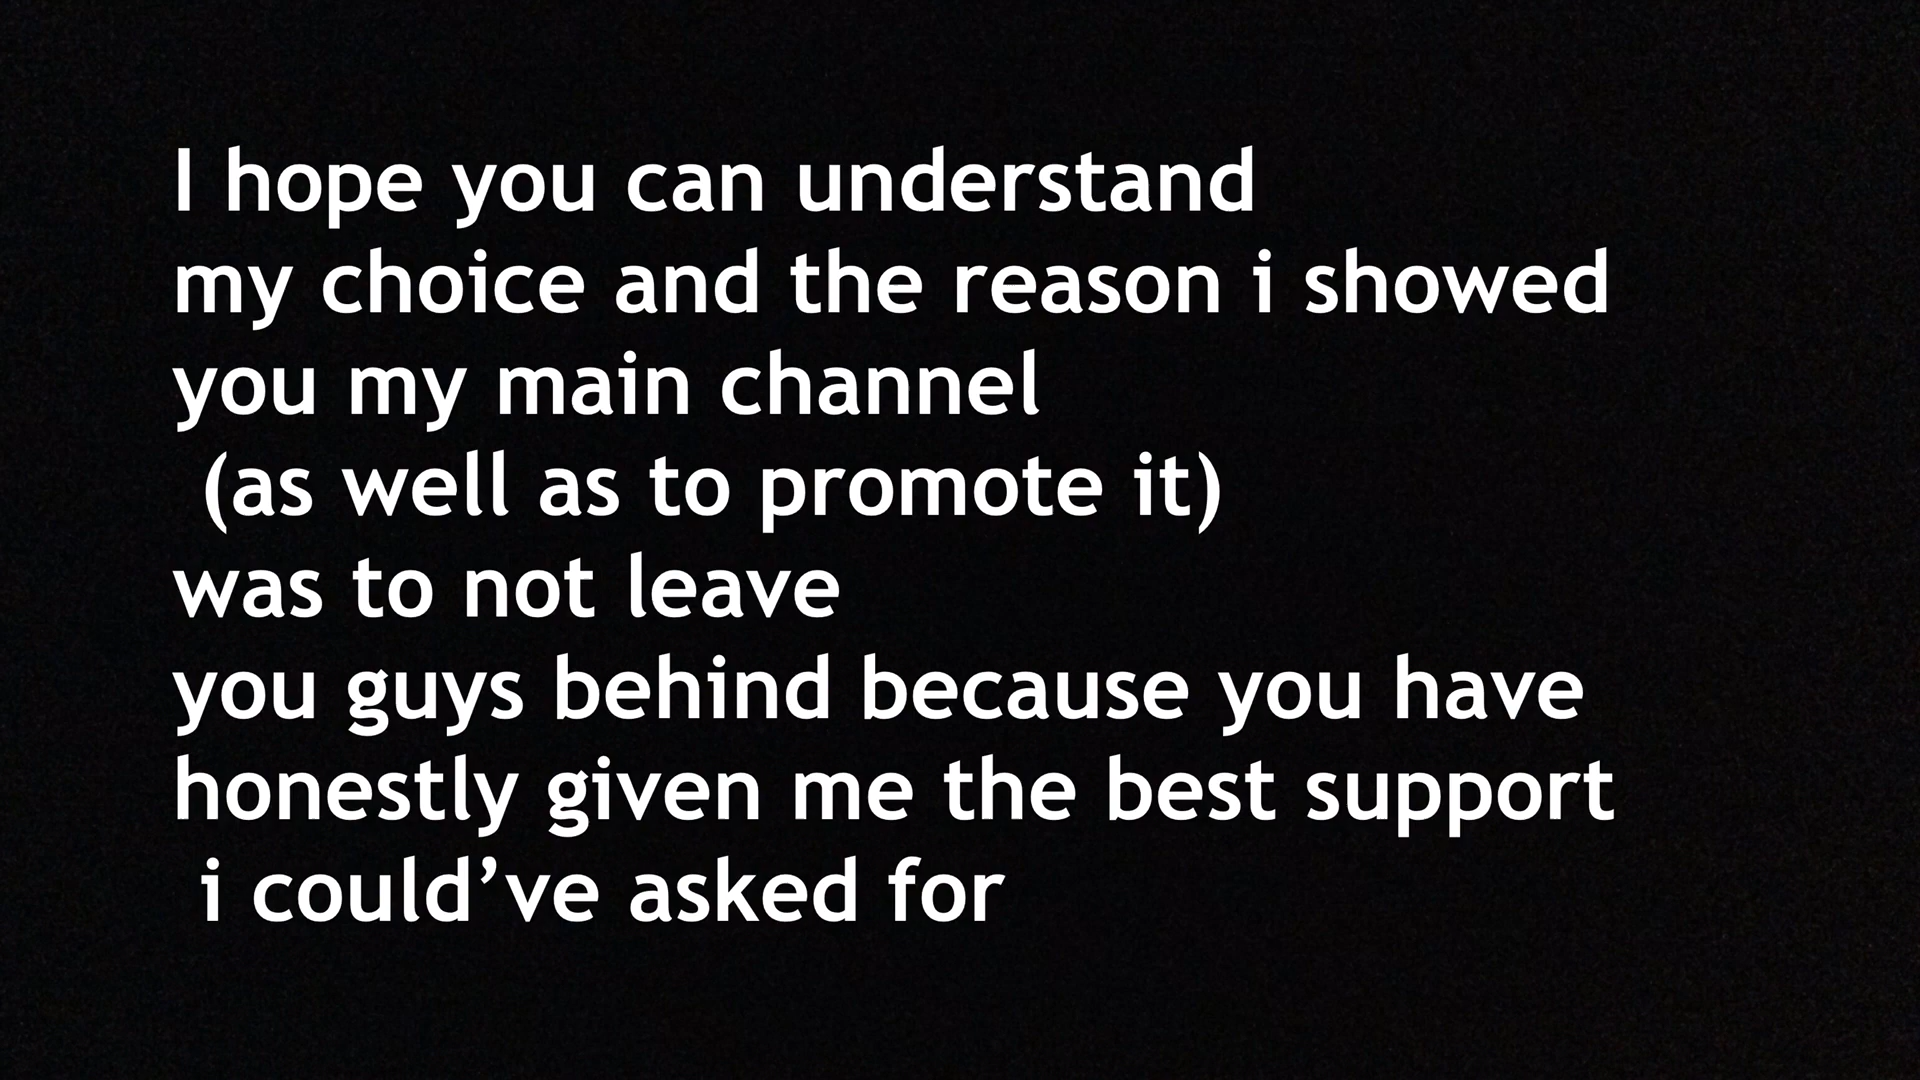 I hope you can understand
my choice and the reason i showed
you my main channel
(as well as to promote it)
was to not leave
you guys behind because you have
honestly given me the best support
i could’ve asked for